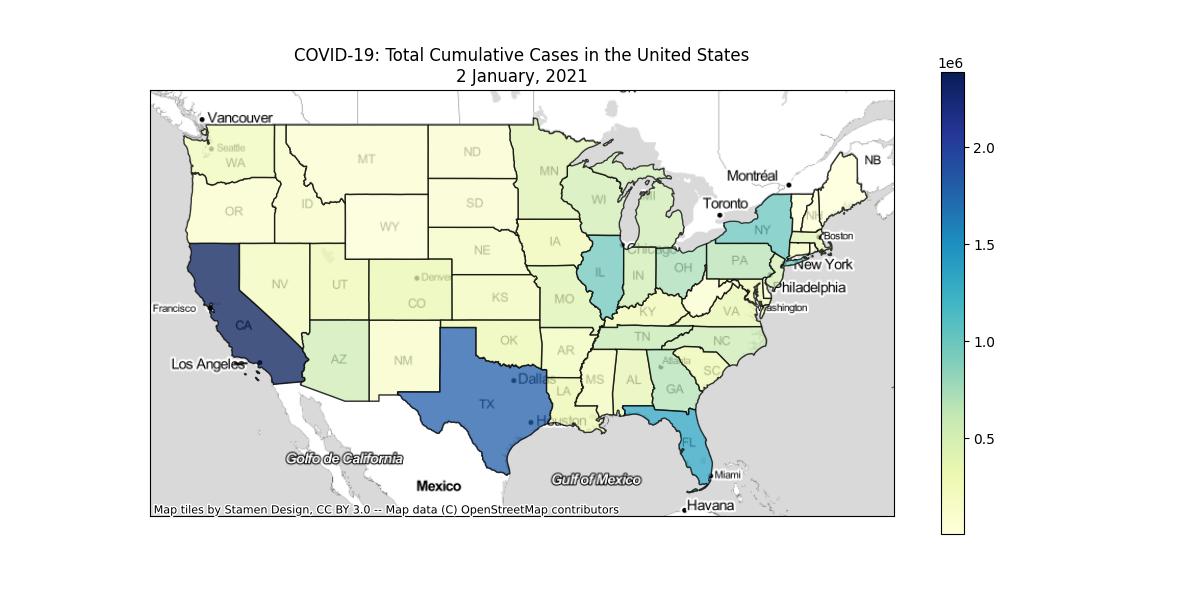 COVID-19: Total Cumulative Cases in the United States
2 January, 2021
1e6
Vancouver
Seattle
WA
MT
ND
MN
NB
Montréal
OR
ID
SD
WI
MI
Toronto
NH
WY
NY
Boston
NE
IA
Chicago
PA
New York
NV
UT
Denver
CO
IL
IN
OH
Philadelphia
Francisco
KS
MO
KY
VA
ashington
CA
OK
TN
NC
Los Angeles
AZ
NM
AR
Atlanta
SC
Dallas
MS
AL
GA
TX
LA
Houston
FL
Golfo de California
Gulf of Mexico
Miami
Mexico
Havana
Map tiles by Stamen Design, CC BY 3.0 -- Map data (C) OpenStreetMap contributors
2.0
1.5
1.0
0.5